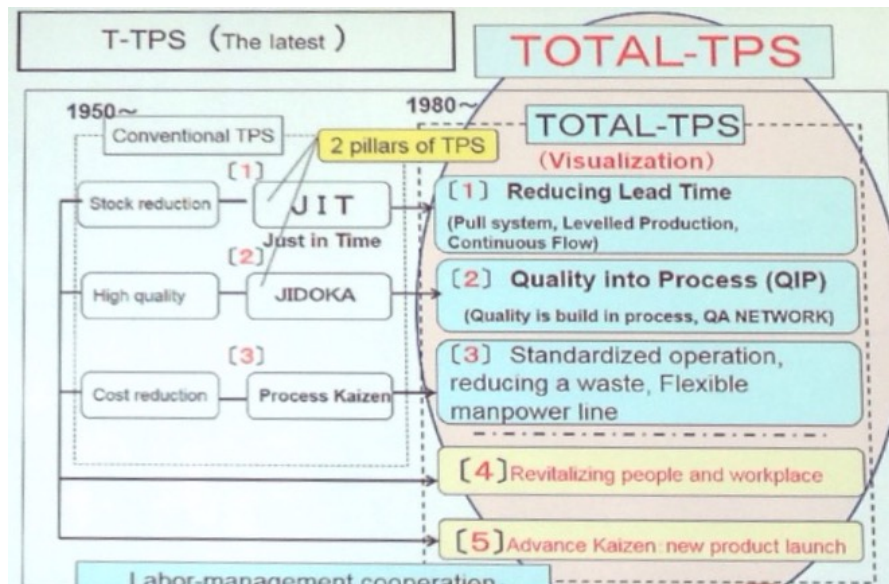 T-TPS (The latest)
TOTAL-TPS
1950~
1980~
Conventional TPS
2 pillars of TPS
TOTAL-TPS
(Visualization)
Stock reduction
[1]
JIT
Just in Time
[1] Reducing Lead Time
(Pull system, Levelled Production,
Continuous Flow)
High quality
[2]
JIDOKA
[2] Quality into Process (QIP)
(Quality is build in process, QA NETWORK)
Cost reduction
[3]
Process Kaizen
[3] Standardized operation,
reducing a waste, Flexible
manpower line
[4] Revitalizing people and workplace
[5] Advance Kaizen: new product launch
Labor-management cooperation